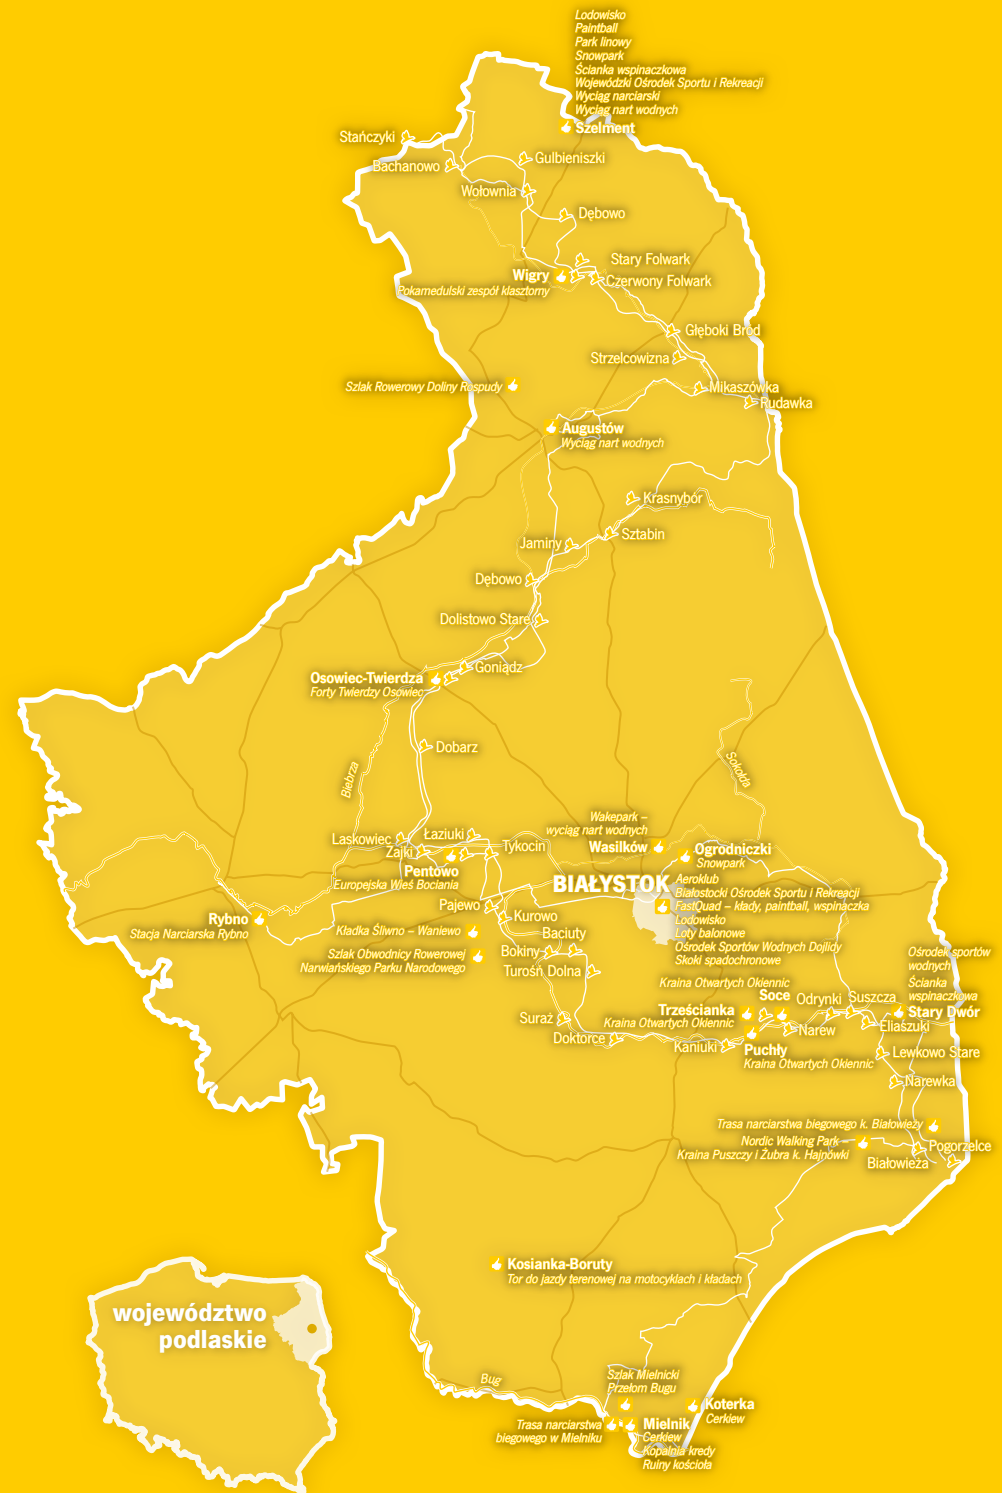 Lodowisko
Paintball
Park linowy
Snowpark
Ścianka wspinaczkowa
Wojewódzki Ośrodek Sportu i Rekreacji
Wyciąg narciarski
Wyciąg nart wodnych
Szelment
Stańczyki
Bachanowo
Gulbieniszki
Wołownia
Dębowo
Stary Folwark
Wigry
Czerwony Folwark
Pokamedulski zespół klasztorny
Głęboki Bród
Strzelcowizna
Szlak Rowerowy Doliny Rospudy
Mikaszówka
Rudawka
Augustów
Wyciąg nart wodnych
Krasnybór
Sztabin
Jaminy
Dębowo
Dolistowo Stare
Goniądz
Osowiec-Twierdza
Forty Twierdzy Osowiec
Dobarz
Biebrza
Sokołda
Wakepark –
wyciąg nart wodnych
Wasilków
Ogrodniczki
Snowpark
Laskowiec
Łaziuki
Zajki
Tykocin
Pentowo
Europejska Wieś Bociania
BIAŁYSTOK
Aeroklub
Białostocki Ośrodek Sportu i Rekreacji
FastQuad – kłady, paintball, wspinaczka
Lodowisko
Loty balonowe
Ośrodek Sportów Wodnych Dojlidy
Skoki spadochronowe
Pajewo
Kurowo
Rybno
Stacja Narciarska Rybno
Kładka Śliwno – Waniewo
Baciuty
Bokiny
Szlak Obwodnicy Rowerowej
Narwiańskiego Parku Narodowego
Turośń Dolna
Ośrodek sportów
wodnych
Ścianka
wspinaczkowa
Stary Dwór
Kraina Otwartych Okiennic
Soce
Odrynki
Suszcza
Trześcianka
Kraina Otwartych Okiennic
Suraż
Doktorce
Narew
Eliaszuki
Kaniuki
Puchły
Kraina Otwartych Okiennic
Lewkowo Stare
Narewka
Trasa narciarstwa biegowego k. Białowieży
Nordic Walking Park –
Kraina Puszczy i Żubra k. Hajnówki
Pogorzelce
Białowieża
Kosianka-Boruty
Tor do jazdy terenowej na motocyklach i kładach
województwo
podlaskie
Bug
Szlak Mielnicki
Przełom Bugu
Koterka
Cerkiew
Trasa narciarstwa
biegowego w Mielniku
Mielnik
Cerkiew
Kopalnia kredy
Ruiny kościoła